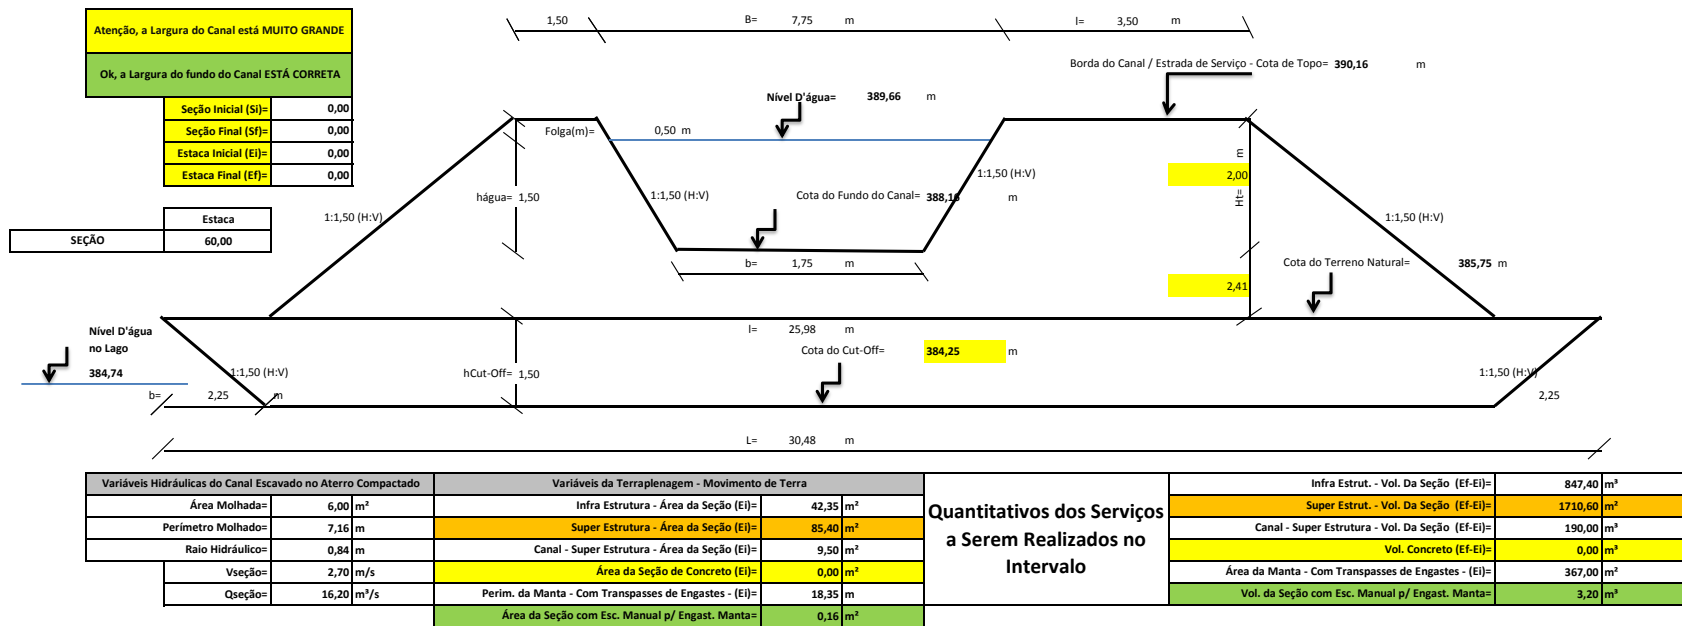 1,50 B= 7,75 m l= 3,50 m
Atenção, a Largura do Canal está MUITO GRANDE
Ok, a Largura do fundo do Canal ESTÁ CORRETA
Borda do Canal / Estrada de Serviço - Cota de Topo= 390,16 m
Nível D'água= 389,66 m
Seção Inicial (Si)= 0,00
Seção Final (Sf)= 0,00
Estaca Inicial (Ei)= 0,00
Estaca Final (Ef)= 0,00
Folga(m)= 0,50 m
m
2,00
Ht=
1:1,50 (H:V)
hágua= 1,50
1:1,50 (H:V)
Cota do Fundo do Canal= 388,16 m
1:1,50 (H:V)
1:1,50 (H:V)
Estaca
SEÇÃO 60,00
b= 1,75 m
Cota do Terreno Natural= 385,75 m
2,41
Nível D'água
no Lago
384,74
l= 25,98 m
Cota do Cut-Off= 384,25 m
1:1,50 (H:V)
hCut-Off= 1,50
1:1,50 (H:V)
b= 2,25 m
2,25
L= 30,48 m
Variáveis Hidráulicas do Canal Escavado no Aterro Compactado
Área Molhada= 6,00 m²
Perímetro Molhado= 7,16 m
Raio Hidráulico= 0,84 m
Vseção= 2,70 m/s
Qseção= 16,20 m³/s
Variáveis da Terraplenagem - Movimento de Terra
Infra Estrutura - Área da Seção (Ei)= 42,35 m²
Super Estrutura - Área da Seção (Ei)= 85,40 m²
Canal - Super Estrutura - Área da Seção (Ei)= 9,50 m²
Área da Seção de Concreto (Ei)= 0,00 m²
Perim. da Manta - Com Transpasses de Engastes - (Ei)= 18,35 m
Área da Seção com Esc. Manual p/ Engast. Manta= 0,16 m²
Quantitativos dos Serviços
a Serem Realizados no
Intervalo
Infra Estrut. - Vol. Da Seção (Ef-Ei)= 847,40 m³
Super Estrut. - Vol. Da Seção (Ef-Ei)= 1710,60 m²
Canal - Super Estrutura - Vol. Da Seção (Ef-Ei)= 190,00 m³
Vol. Concreto (Ef-Ei)= 0,00 m³
Área da Manta - Com Transpasses de Engastes - (Ei)= 367,00 m²
Vol. da Seção com Esc. Manual p/ Engast. Manta= 3,20 m³